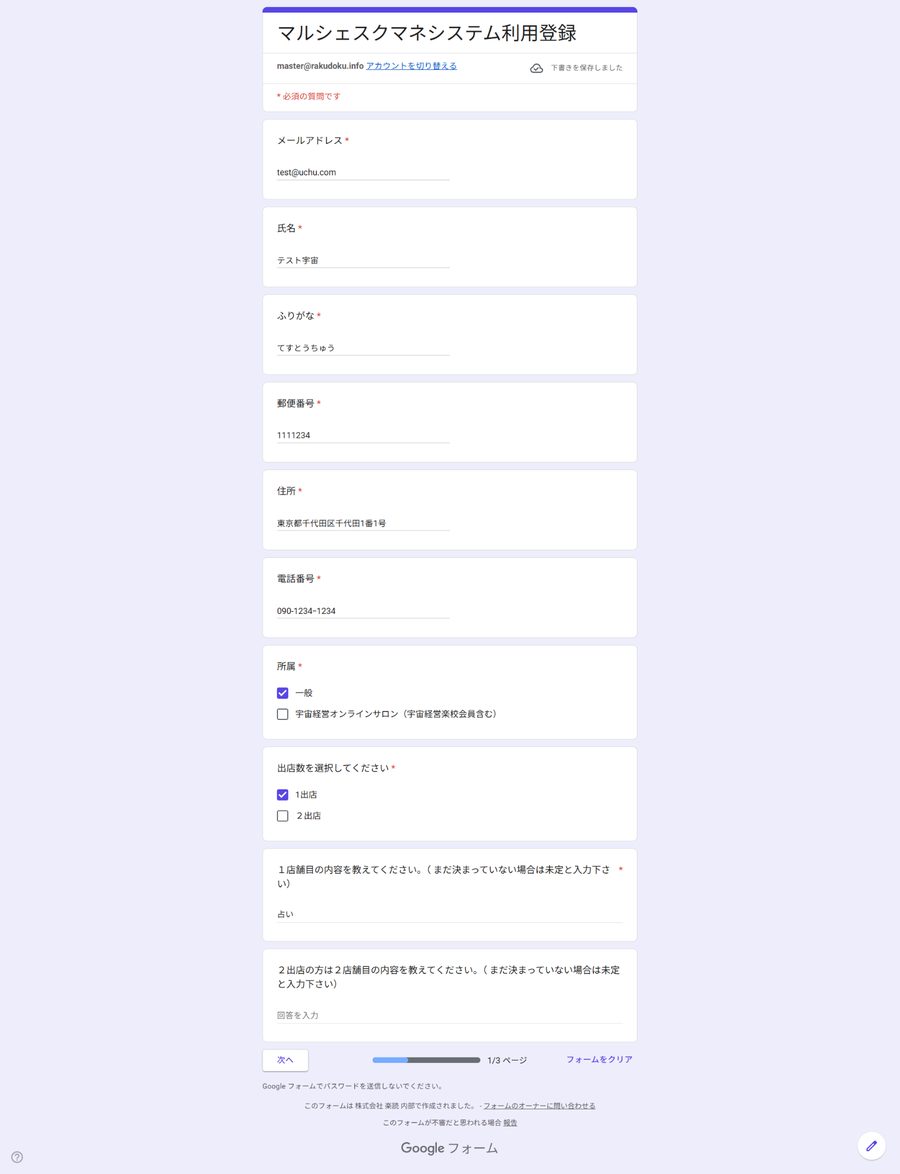 マルシェスクマネシステム利用登録
master@rakudoku.info アカウントを切り替える
下書きを保存しました
* 必須の質問です
メールアドレス *
test@uchu.com
氏名 *
テスト宇宙
ふりがな *
てすとうちゅう
郵便番号 *
1111234
住所 *
東京都千代田区千代田1番1号
電話番号 *
090-1234-1234
所属 *
一般
宇宙経営オンラインサロン（宇宙経営楽校会員含む）
出店数を選択してください *
1出店
２出店
１店舗目の内容を教えてください。（ まだ決まっていない場合は未定と入力下さ *
い）
占い
２出店の方は２店舗目の内容を教えてください。（ まだ決まっていない場合は未定
と入力下さい）
回答を入力
次へ
1/3 ページ
フォームをクリア
Google フォームでパスワードを送信しないでください。
このフォームは 株式会社 楽読 内部で作成されました。 - フォームのオーナーに問い合わせる
このフォームが不審だと思われる場合 報告
Google フォーム